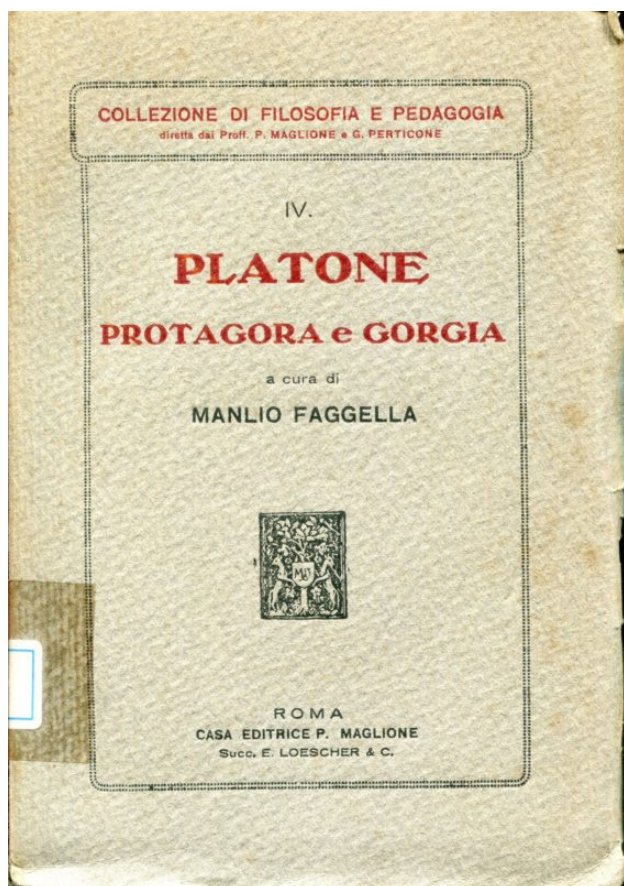 COLLEZIONE DI FILOSOFIA E PEDAGOGIA
diretta dai Proff. P. MAGLIONE e G. PERTICONE
IV.
PLATONE
PROTAGORA e GORGIA
a cura di
MANLIO FAGGELLA
ROMA
CASA EDITRICE P. MAGLIONE
Succ. E. LOESCHER & C.